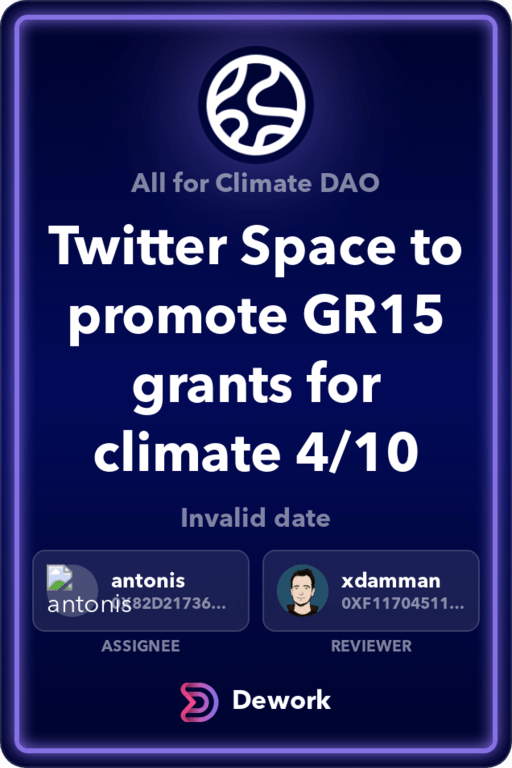 All for Climate DAO
Twitter Space to
promote GR15
grants for
climate 4/10
Invalid date
antonis
antonis
xdamman
0XF11704511...
ASSIGNEE
REVIEWER
Dework